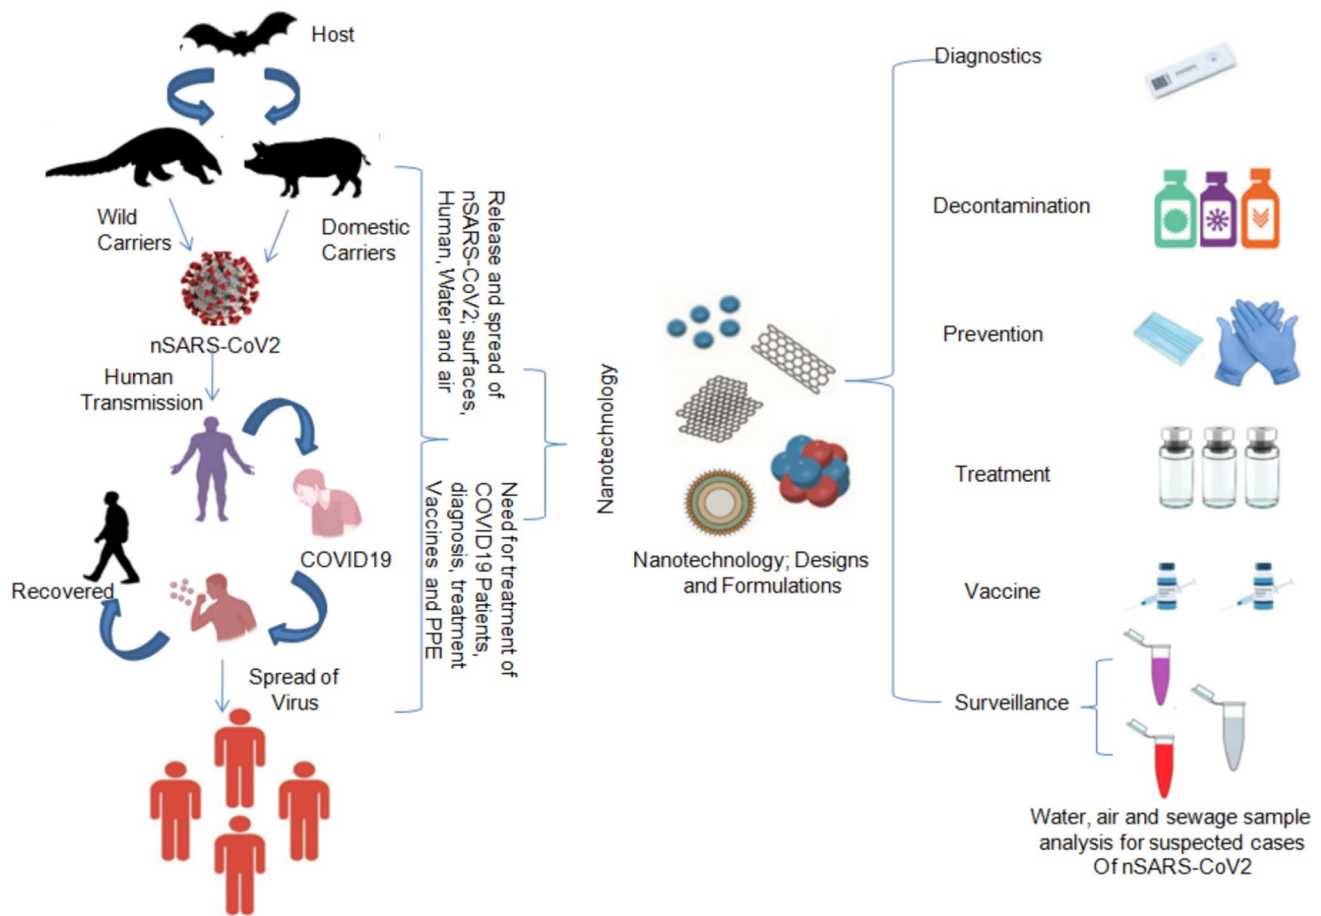 Host
Wild
Carriers
Domestic
Carriers
nSARS-CoV2
Human
Transmission
COVID19
Recovered
Spread of
Virus
Release and spread of
nSARS-CoV2; surfaces,
Human, Water and air
Need for treatment of
COVID19 Patients,
diagnosis, treatment
Vaccines and PPE
Nanotechnology
Nanotechnology; Designs
and Formulations
Diagnostics
Decontamination
Prevention
Treatment
Vaccine
Surveillance
Water, air and sewage sample
analysis for suspected cases
Of nSARS-CoV2